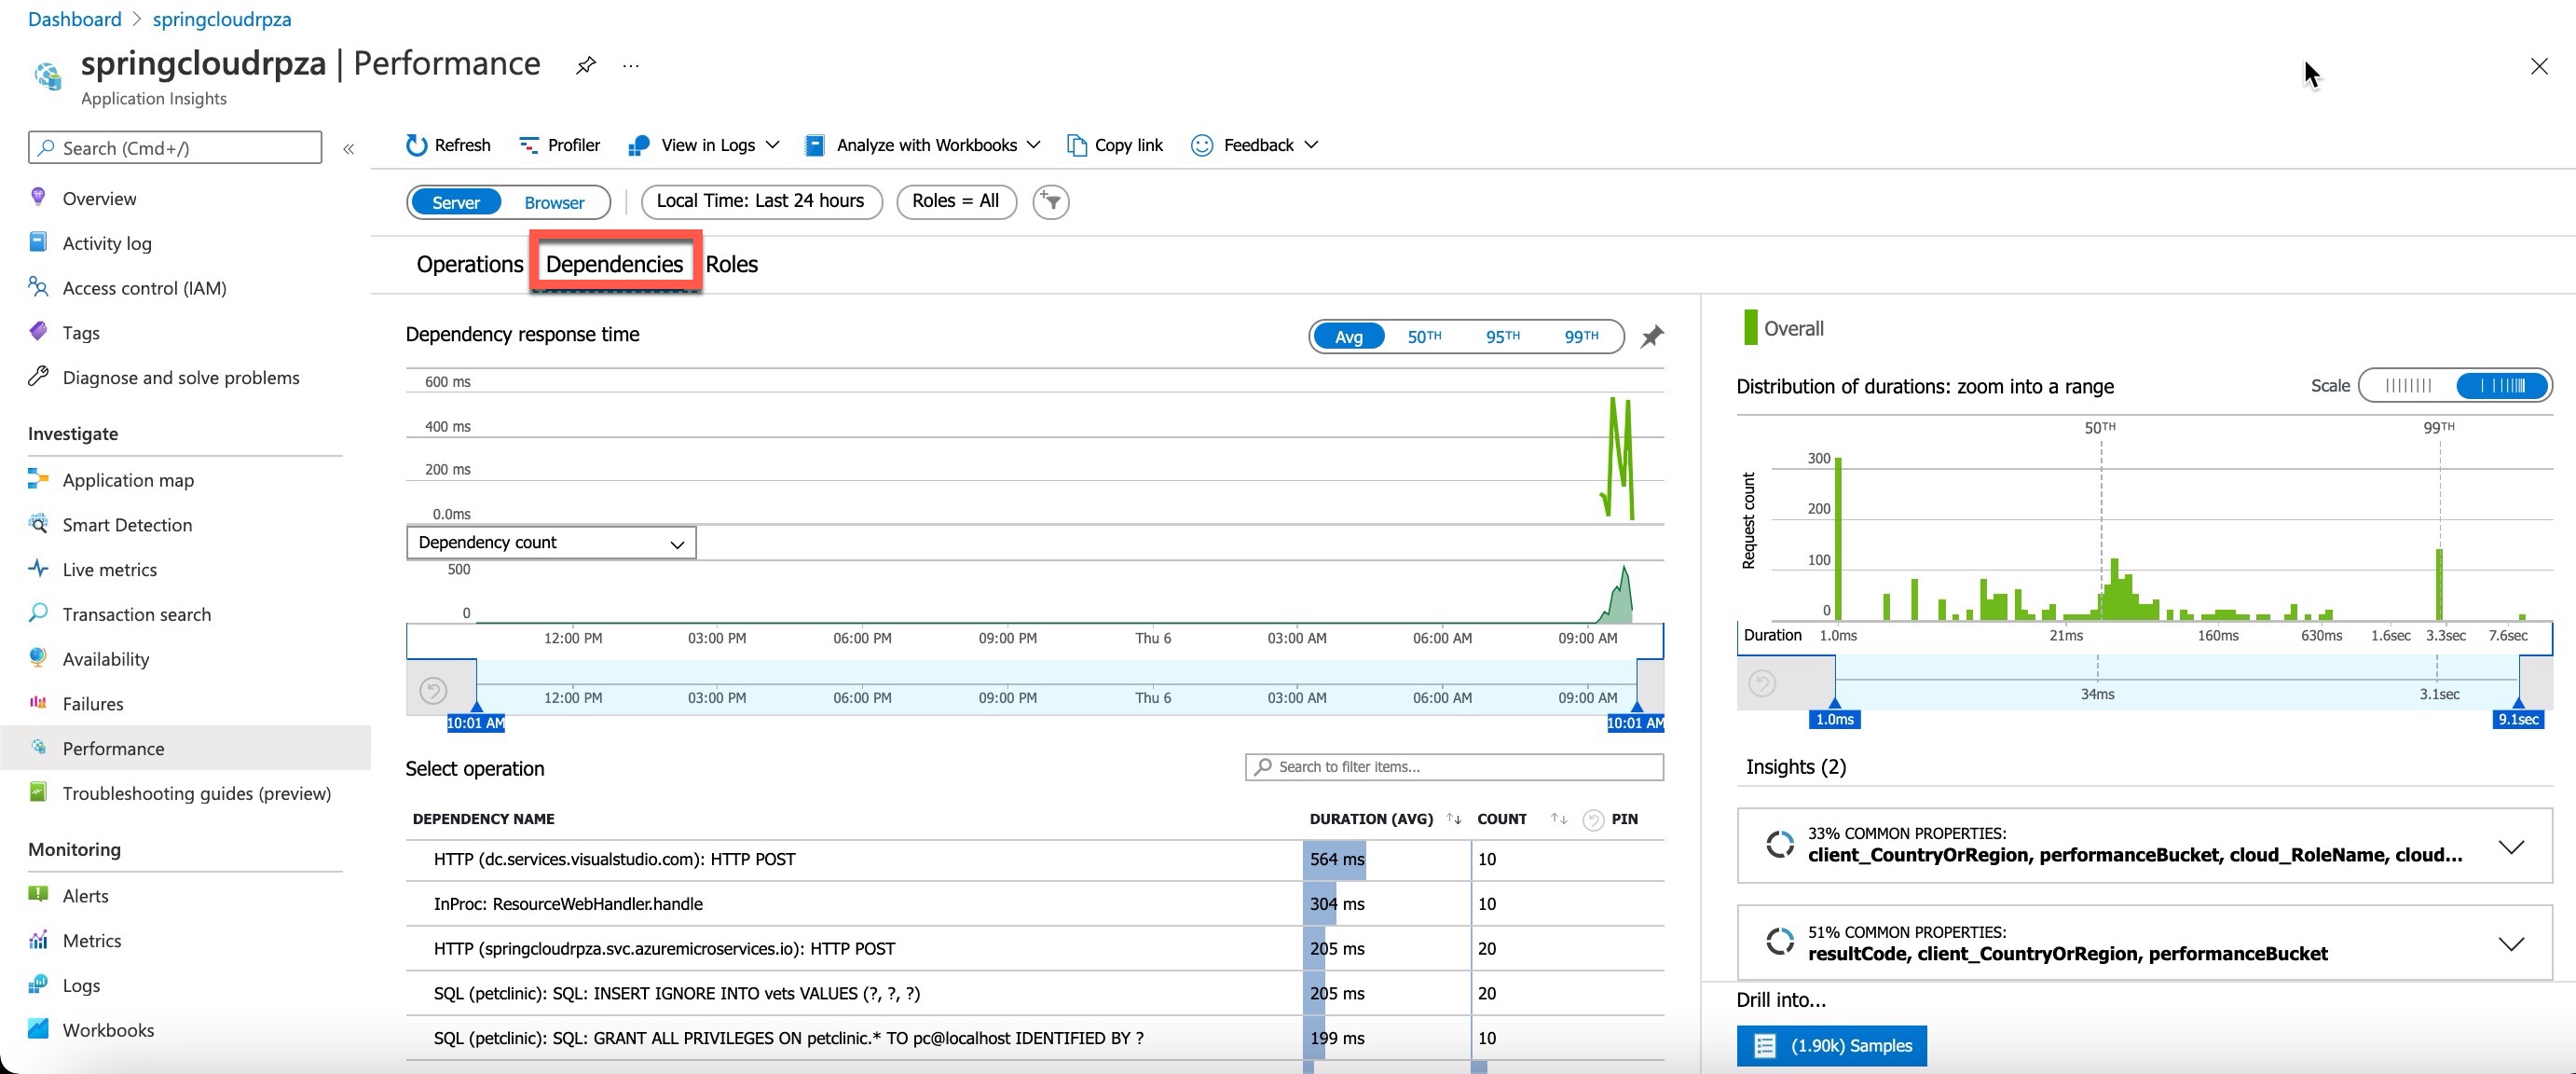 Dashboard > springcloudrpza
springcloudrpza | Performance ...
Application Insights
Search (Cmd+/) «
Overview
Activity log
Access control (IAM)
Tags
Diagnose and solve problems
Investigate
Application map
Smart Detection
Live metrics
Transaction search
Availability
Failures
Performance
Troubleshooting guides (preview)
Monitoring
Alerts
Metrics
Logs
Workbooks
Refresh Profiler View in Logs Analyze with Workbooks Copy link Feedback
Server Browser Local Time: Last 24 hours Roles = All
Operations Dependencies Roles
Dependency response time Avg 50TH 95TH 99TH
600 ms
400 ms
200 ms
0.0ms
Dependency count
500
0
12:00 PM 03:00 PM 06:00 PM 09:00 PM Thu 6 03:00 AM 06:00 AM 09:00 AM
12:00 PM 03:00 PM 06:00 PM 09:00 PM Thu 6 03:00 AM 06:00 AM 09:00 AM
10:01 AM 10:01 AM
Select operation Search to filter items...
DEPENDENCY NAME DURATION (AVG) COUNT PIN
HTTP (dc.services.visualstudio.com): HTTP POST 564 ms 10
InProc: ResourceWebHandler.handle 304 ms 10
HTTP (springcloudrpza.svc.azuremicroservices.io): HTTP POST 205 ms 20
SQL (petclinic): SQL: INSERT IGNORE INTO vets VALUES (?, ?, ?) 205 ms 20
SQL (petclinic): SQL: GRANT ALL PRIVILEGES ON petclinic.* TO pc@localhost IDENTIFIED BY ? 199 ms 10
Overall
Distribution of durations: zoom into a range Scale
50TH 99TH
Request count
300
200
100
0
Duration 1.0ms 21ms 160ms 630ms 1.6sec 3.3sec 7.6sec
34ms 3.1sec
1.0ms 9.1sec
Insights (2)
33% COMMON PROPERTIES:
client_CountryOrRegion, performanceBucket, cloud_RoleName, cloud...
51% COMMON PROPERTIES:
resultCode, client_CountryOrRegion, performanceBucket
Drill into...
(1.90k) Samples